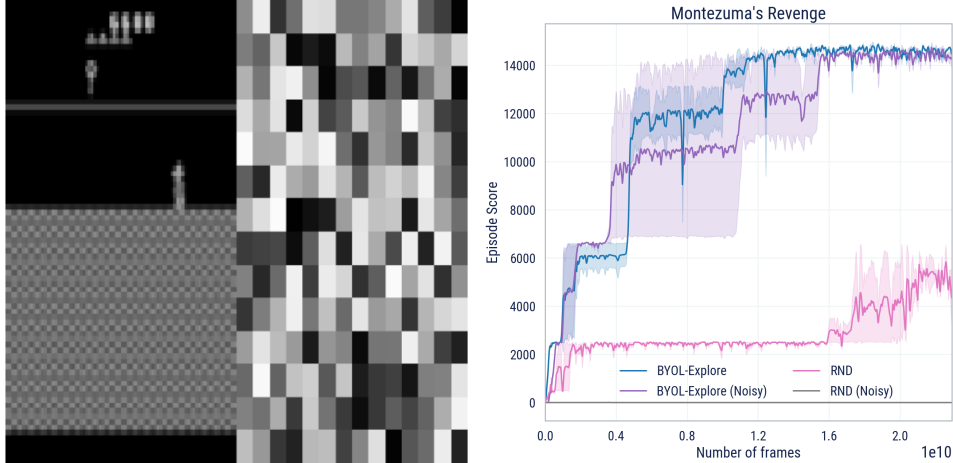 Montezuma's Revenge
Episode Score
14000
12000
10000
8000
6000
4000
2000
0
BYOL-Explore
BYOL-Explore (Noisy)
RND
RND (Noisy)
0.0 0.4 0.8 1.2 1.6 2.0
Number of frames
1e10